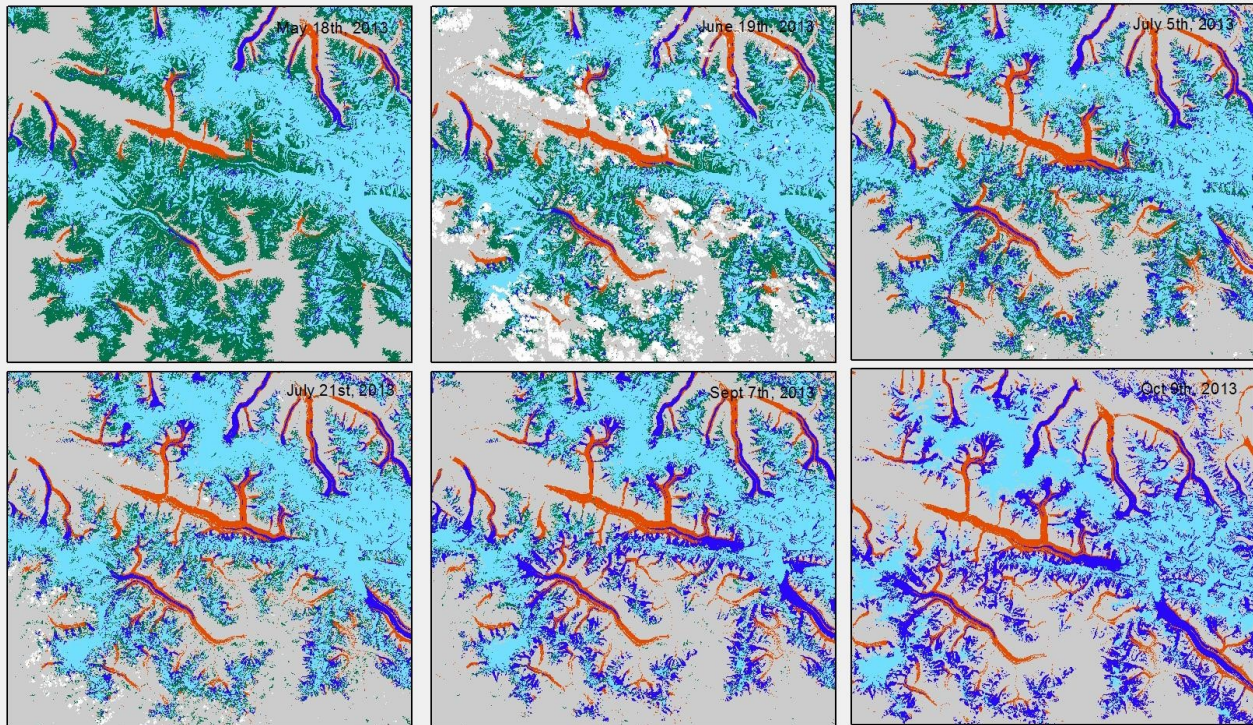 May 18th, 2013
June 19th, 2013
July 5th, 2013
July 21st, 2013
Sept 7th, 2013
Oct 9th, 2013